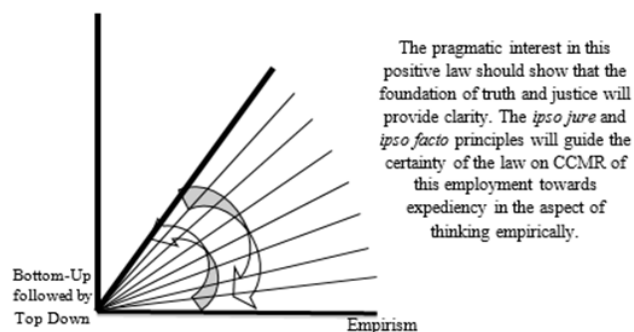 The pragmatic interest in this
positive law should show that the
foundation of truth and justice will
provide clarity. The ipso jure and
ipso facto principles will guide the
certainty of the law on CCMR of
this employment towards
expediency in the aspect of
thinking empirically.
Bottom-Up
followed by
Top Down
Empirism